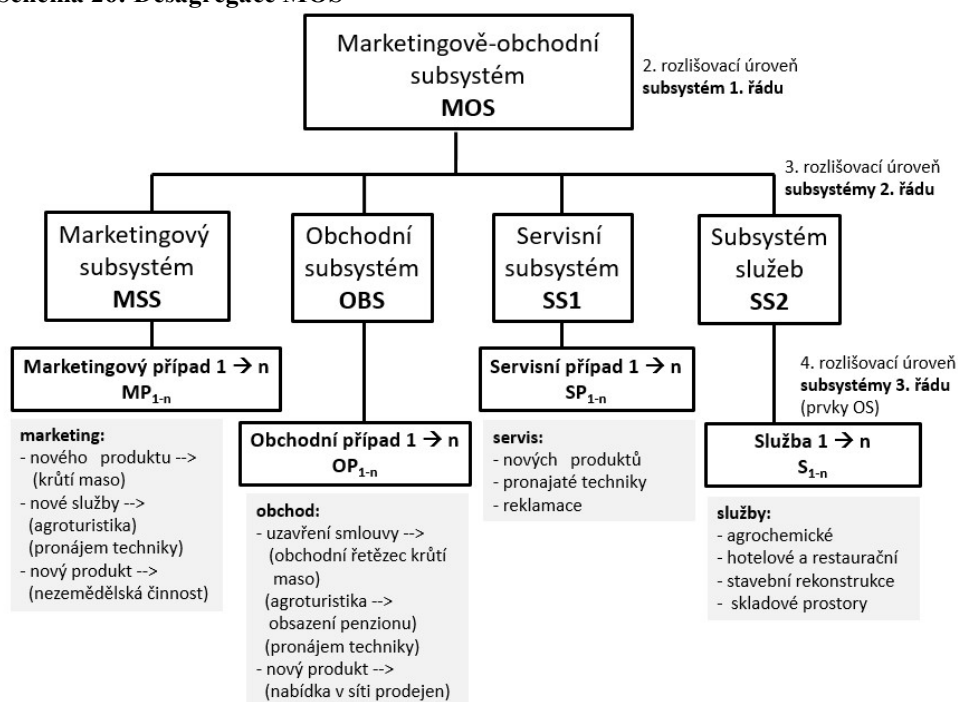 Schéma 26: Desagregace MOS
Marketingově-obchodní
subsystém
MOS
2. rozlišovací úroveň
subsystém 1. řádu
3. rozlišovací úroveň
subsystémy 2. řádu
Marketingový
subsystém
MSS
Obchodní
subsystém
OBS
Servisní
subsystém
SS1
Subsystém
služeb
SS2
Marketingový případ 1 → n
MP1-n
Servisní případ 1 → n
SP1-n
4. rozlišovací úroveň
subsystémy 3. řádu
(prvky OS)
marketing:
- nového produktu -->
(krůtí maso)
- nové služby -->
(agroturistika)
(pronájem techniky)
- nový produkt -->
(nezemědělská činnost)
Obchodní případ 1 → n
OP1-n
obchod:
- uzavření smlouvy -->
(obchodní řetězec krůtí
maso)
(agroturistika -->
obsazení penzionu)
(pronájem techniky)
- nový produkt -->
(nabídka v síti prodejen)
servis:
- nových produktů
- pronajaté techniky
- reklamace
Služba 1 → n
S1-n
služby:
- agrochemické
- hotelové a restaurační
- stavební rekonstrukce
- skladové prostory